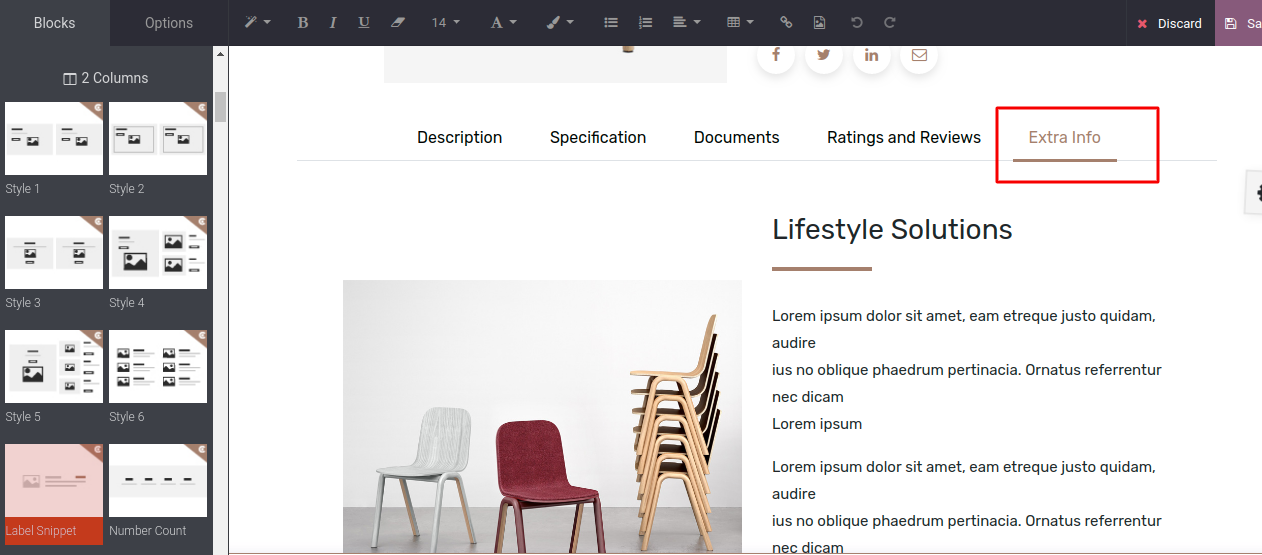 Blocks
Options
B I U
14
A
Discard
Sa
2 Columns
Style 1
Style 2
Style 3
Style 4
Style 5
Style 6
Label Snippet
Number Count
f
in
Description
Specification
Documents
Ratings and Reviews
Extra Info
Lifestyle Solutions
Lorem ipsum dolor sit amet, eam etreque justo quidam,
audire
ius no oblique phaedrum pertinacia. Ornatus referrentur
nec dicam
Lorem ipsum
Lorem ipsum dolor sit amet, eam etreque justo quidam,
audire
ius no oblique phaedrum pertinacia. Ornatus referrentur
nec dicam